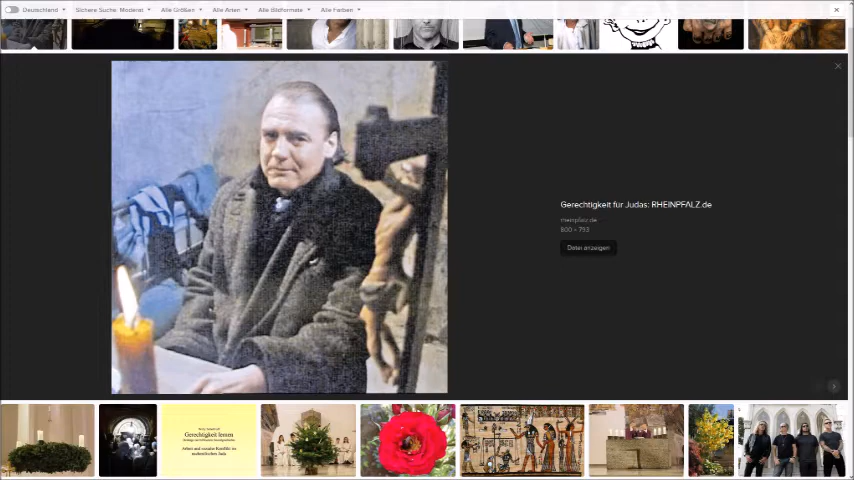 Deutschland
Sichere Suche: Moderat
Alle Größen
Alle Arten
Alle Bildformate
Alle Farben
Gerechtigkeit für Judas: RHEINPFALZ.de
rheinpfalz.de
800 × 793
Datei anzeigen
Gerechtigkeit lernen